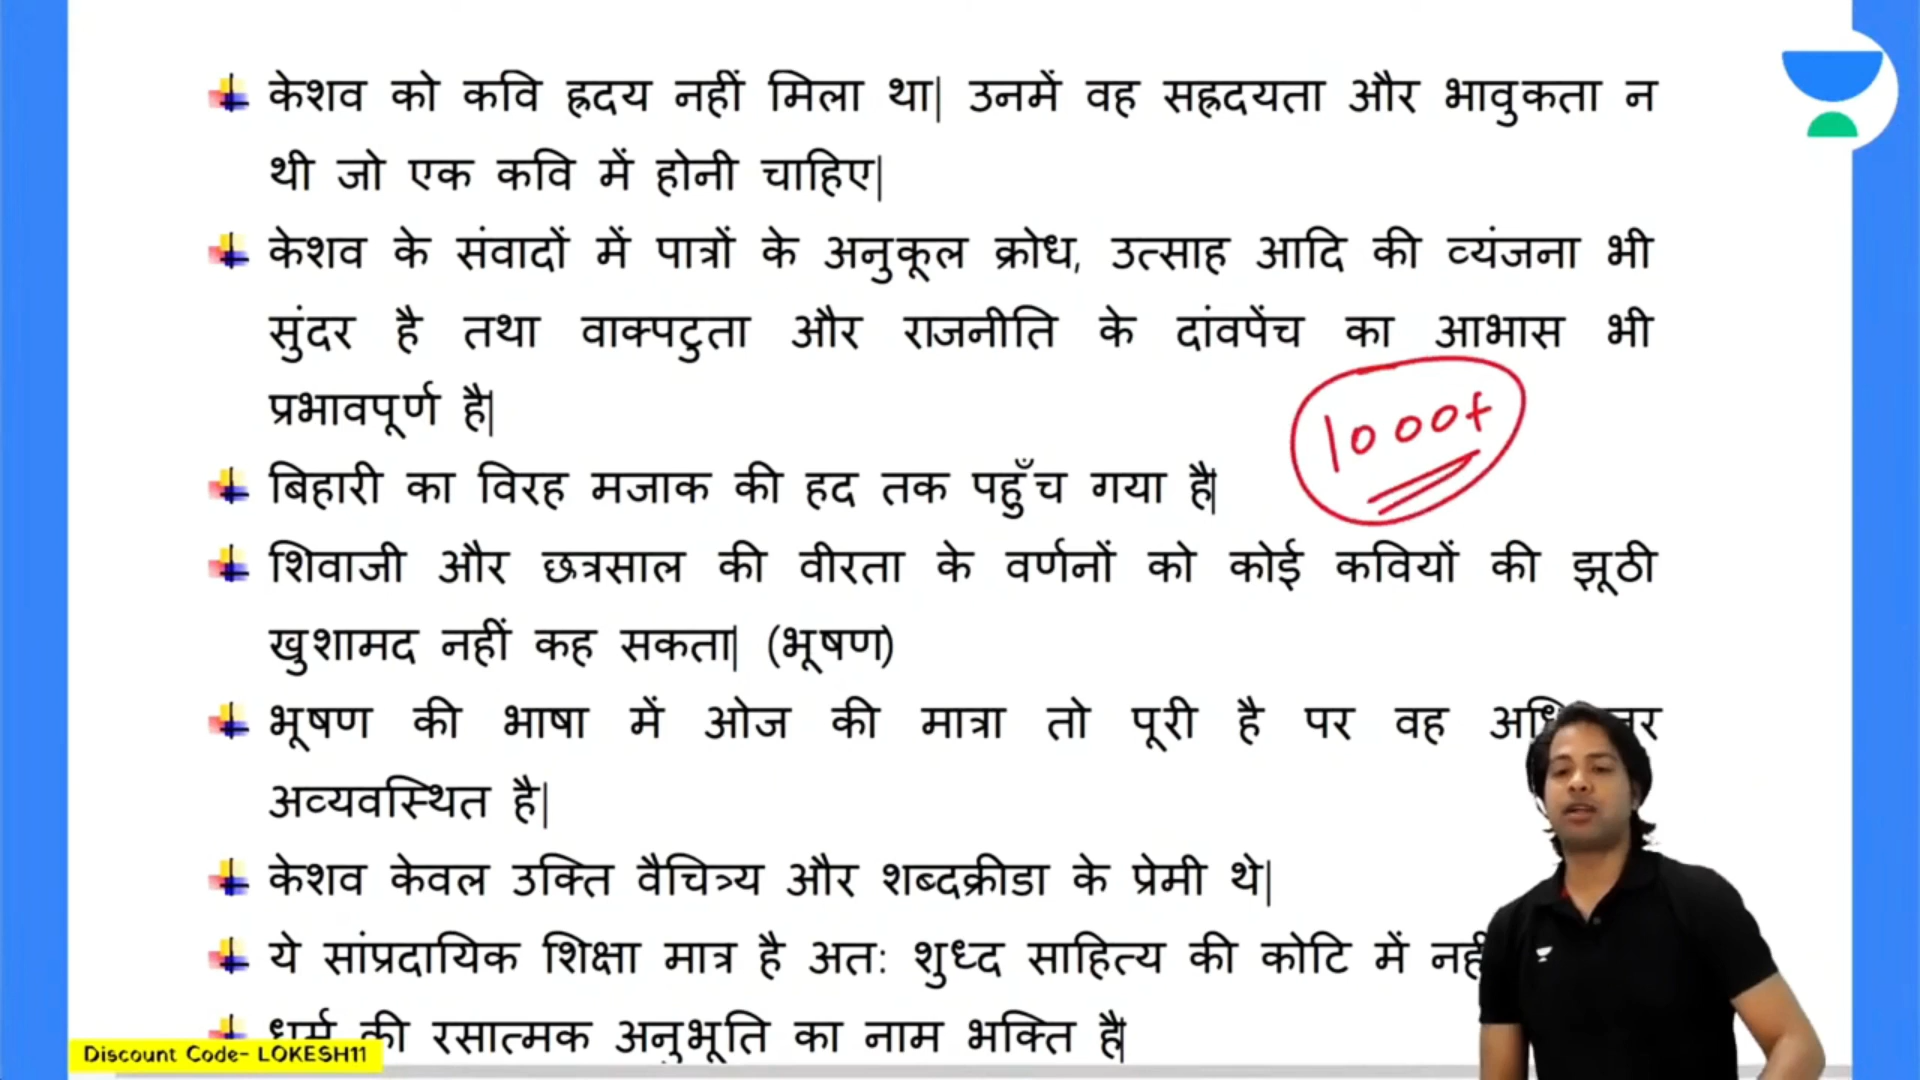 केशव को कवि ह्रदय नहीं मिला था| उनमें वह सह्रदयता और भावुकता न
थी जो एक कवि में होनी चाहिए|
केशव के संवादों में पात्रों के अनुकूल क्रोध, उत्साह आदि की व्यंजना भी
सुंदर है तथा वाक्पटुता और राजनीति के दांवपेंच का आभास भी
प्रभावपूर्ण है|
1000+
बिहारी का विरह मजाक की हद तक पहुँच गया है|
शिवाजी और छत्रसाल की वीरता के वर्णनों को कोई कवियों की झूठी
खुशामद नहीं कह सकता| (भूषण)
भूषण की भाषा में ओज की मात्रा तो पूरी है पर वह
अव्यवस्थित है|
केशव केवल उक्ति वैचित्र्य और शब्दक्रीडा के प्रेमी थे|
ये सांप्रदायिक शिक्षा मात्र है अत: शुध्द साहित्य की कोटि में
धर्म की रसात्मक अनुभूति का नाम भक्ति है|
Discount Code- LOKESH11